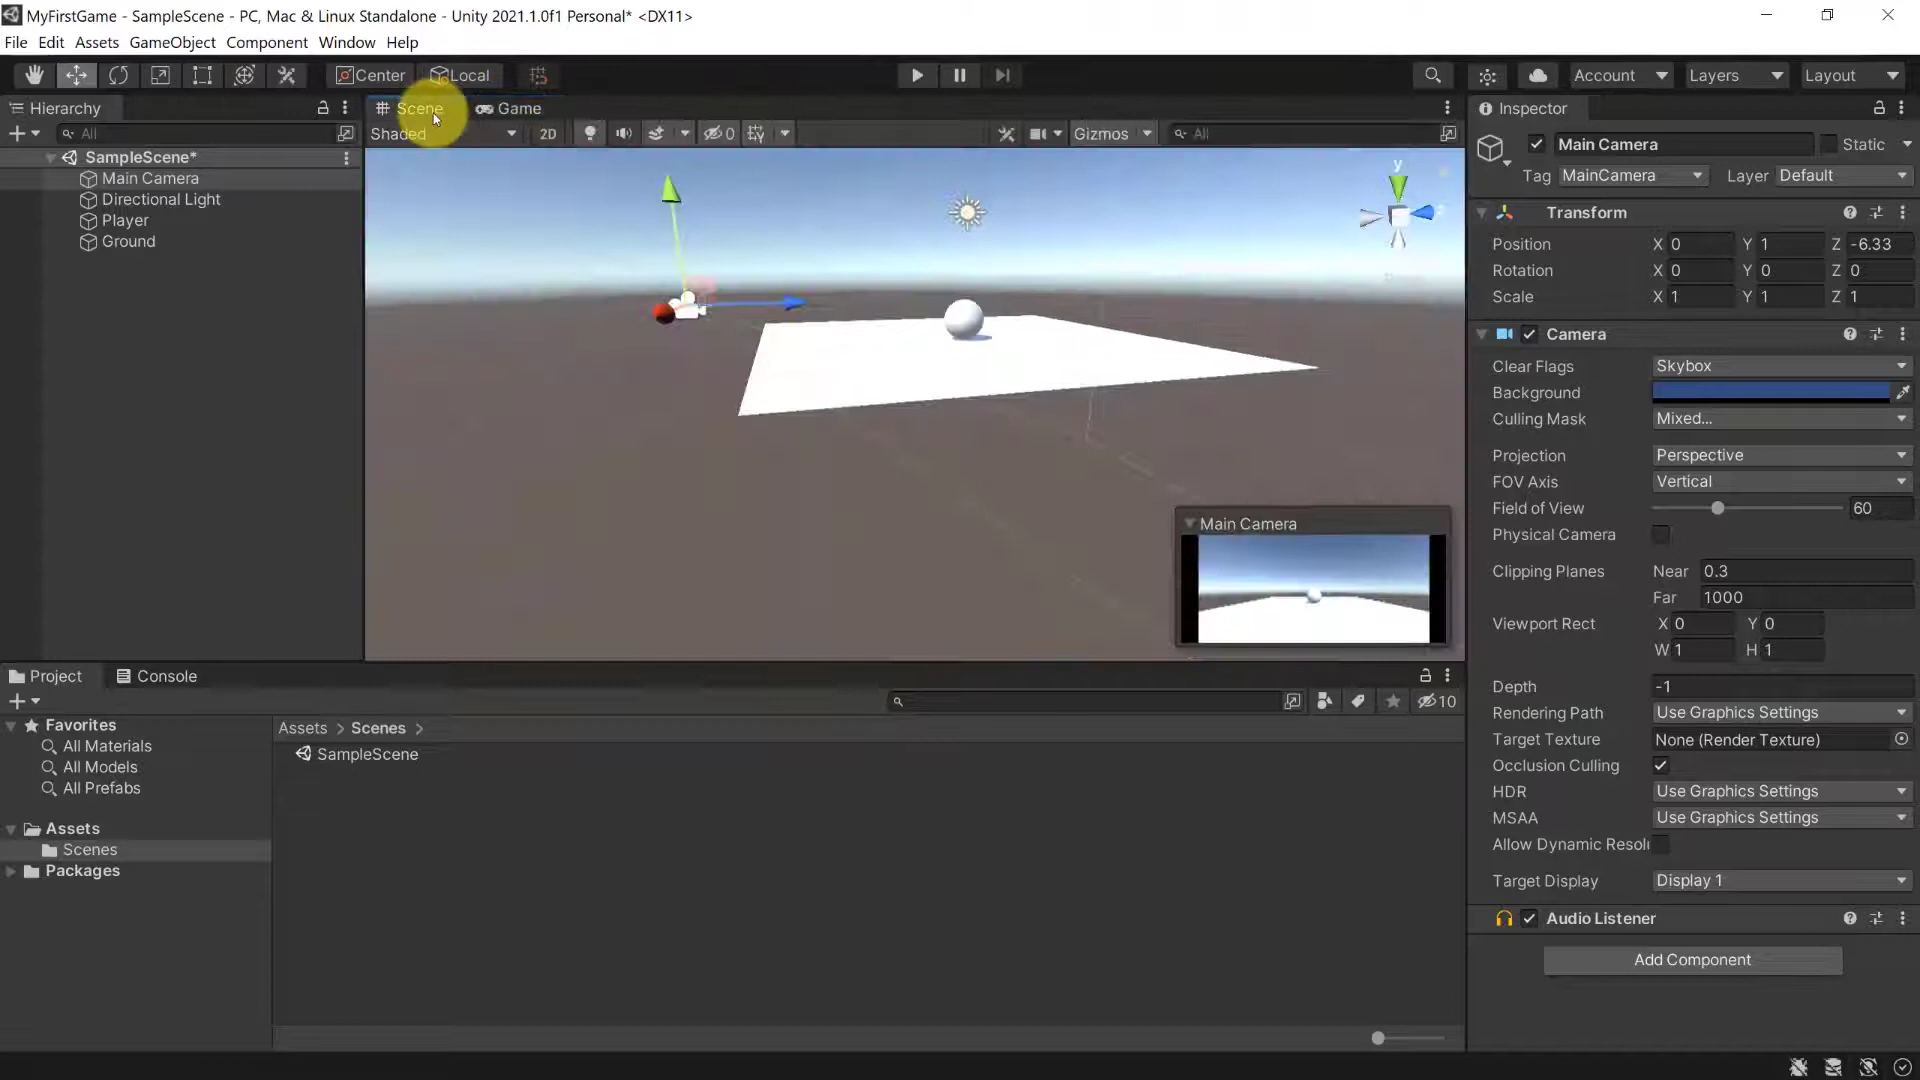 MyFirstGame - SampleScene - PC, Mac & Linux Standalone - Unity 2021.1.0f1 Personal* <DX11>
File Edit Assets GameObject Component Window Help
Center Local Account Layers Layout
Hierarchy
All
SampleScene*
Main Camera
Directional Light
Player
Ground
Scene Game
Shaded 2D 0 Gizmos All
y
Main Camera
Inspector
Main Camera Static
Tag MainCamera Layer Default
Transform
Position X 0 Y 1 Z -6.33
Rotation X 0 Y 0 Z 0
Scale X 1 Y 1 Z 1
Camera
Clear Flags Skybox
Background
Culling Mask Mixed...
Projection Perspective
FOV Axis Vertical
Field of View 60
Physical Camera
Clipping Planes Near 0.3
Far 1000
Viewport Rect X 0 Y 0
W 1 H 1
Depth -1
Rendering Path Use Graphics Settings
Target Texture None (Render Texture)
Occlusion Culling
HDR Use Graphics Settings
MSAA Use Graphics Settings
Allow Dynamic Resolu
Target Display Display 1
Audio Listener
Add Component
Project Console
10
Favorites
All Materials
All Models
All Prefabs
Assets
Scenes
Packages
Assets > Scenes >
SampleScene